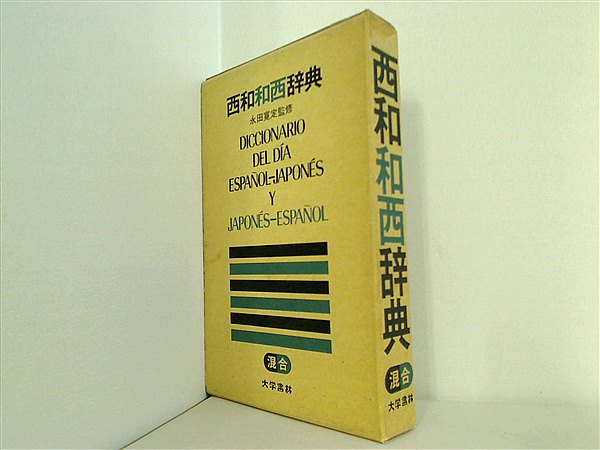 西和和西辞典
永田寛定監修
DICCIONARIO
DEL DÍA
ESPAÑOL-JAPONÉS
Y
JAPONÉS-ESPAÑOL
混合
大学書林
西和和西辞典
混合
大学書林